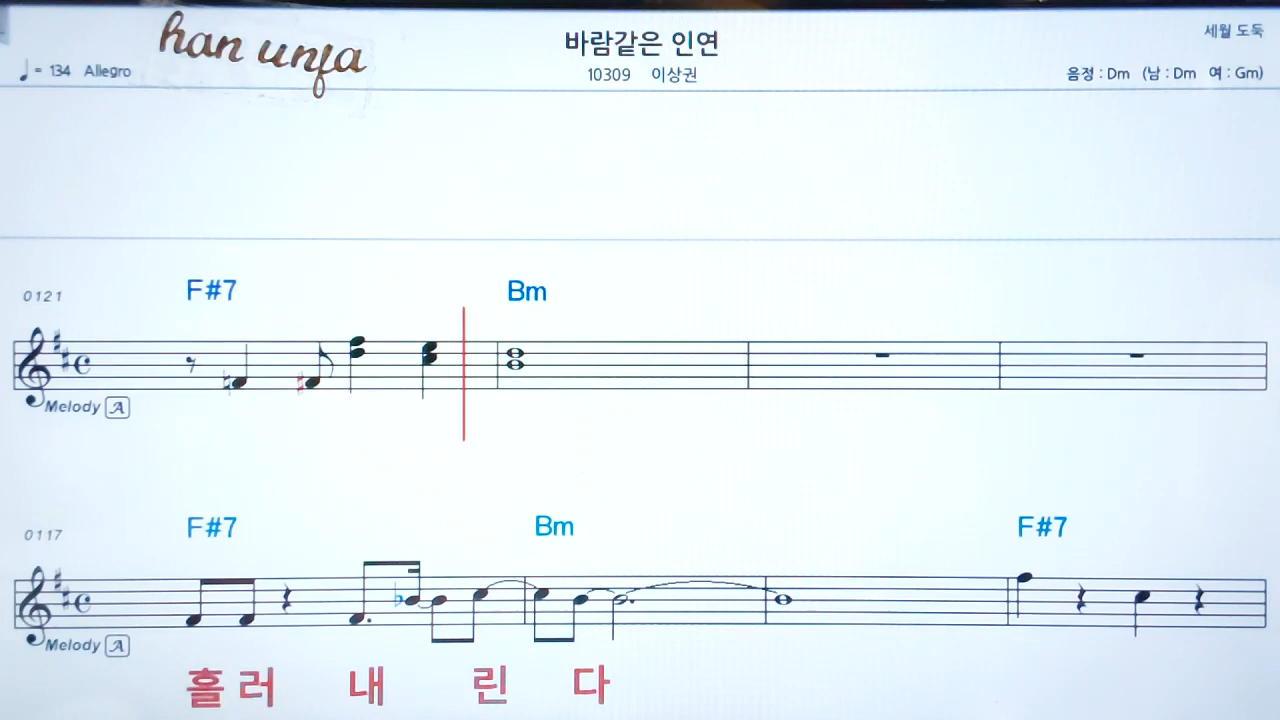 han unja
바람같은 인연
세월 도둑
♩= 134 Allegro
10309 이상권
음정 : Dm (남 : Dm 여 : Gm)
0121
F#7 Bm
Melody A
0117
F#7 Bm F#7
Melody A
흘러 내 린 다